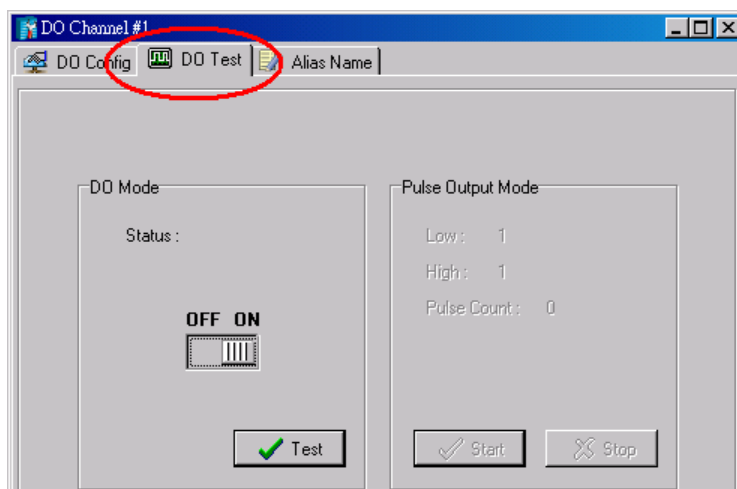 DO Channel #1
DO Config DO Test Alias Name
DO Mode
Status :
OFF ON
Test
Pulse Output Mode
Low : 1
High : 1
Pulse Count : 0
Start Stop